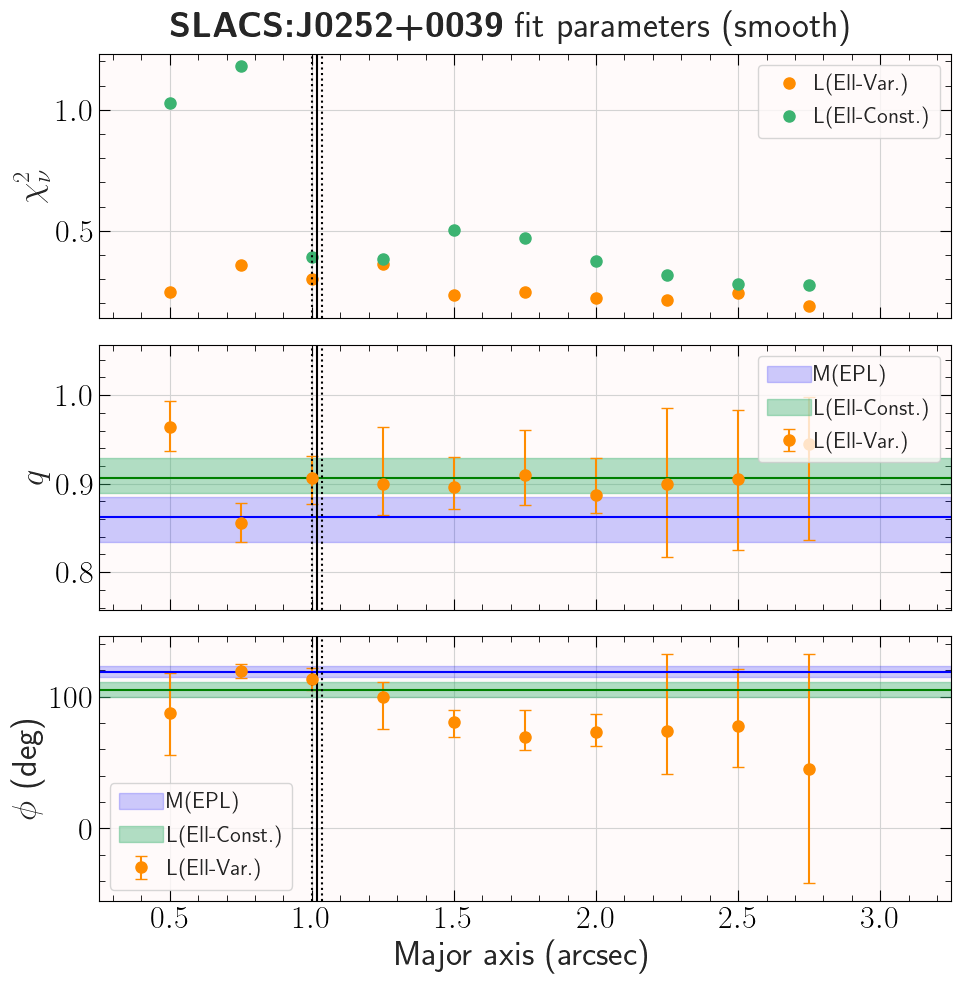 SLACS:J0252+0039 fit parameters (smooth)
L(Ell-Var.)
L(Ell-Const.)
1.0
0.5
χ²ν
M(EPL)
L(Ell-Const.)
L(Ell-Var.)
1.0
0.9
0.8
q
100
0
ϕ (deg)
M(EPL)
L(Ell-Const.)
L(Ell-Var.)
0.5 1.0 1.5 2.0 2.5 3.0
Major axis (arcsec)